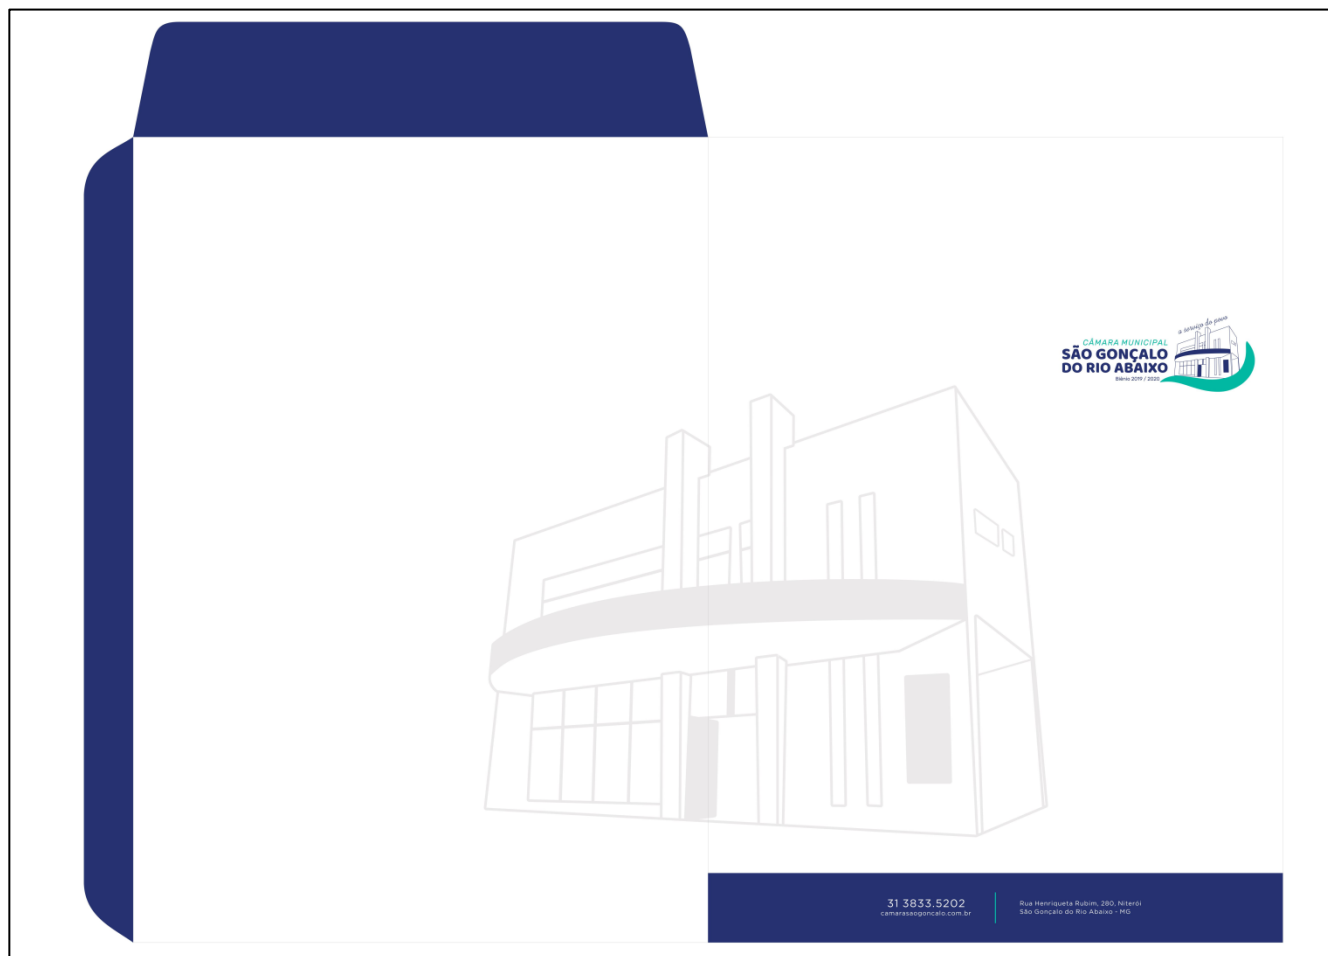 a serviço do povo
CÂMARA MUNICIPAL
SÃO GONÇALO
DO RIO ABAIXO
Biênio 2019 / 2020
31 3833.5202
camarasaogoncalo.com.br
Rua Henriqueta Rubim, 280, Niterói
São Gonçalo do Rio Abaixo - MG